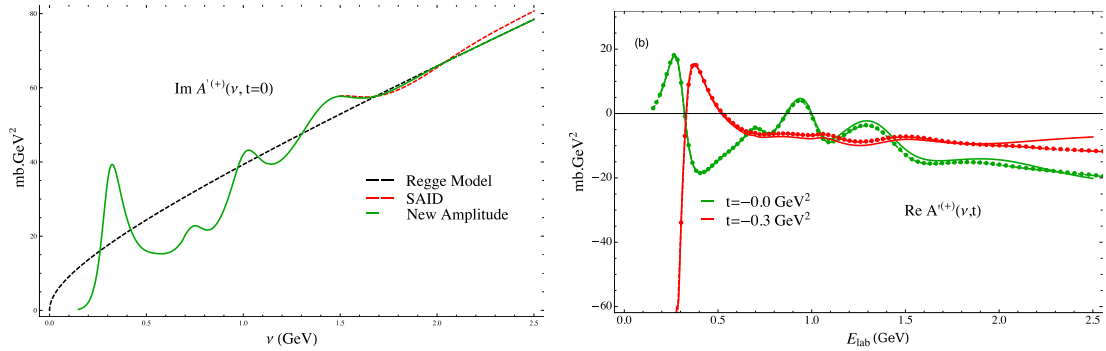 80
60
40
20
0
mb.GeV²
Im A'⁽⁺⁾(ν, t=0)
Regge Model
SAID
New Amplitude
0.0 0.5 1.0 1.5 2.0 2.5
ν (GeV)
(b)
20
0
−20
−40
−60
mb.GeV²
t=−0.0 GeV²
t=−0.3 GeV²
Re A'⁽⁺⁾(ν,t)
0.0 0.5 1.0 1.5 2.0 2.5
E_lab (GeV)